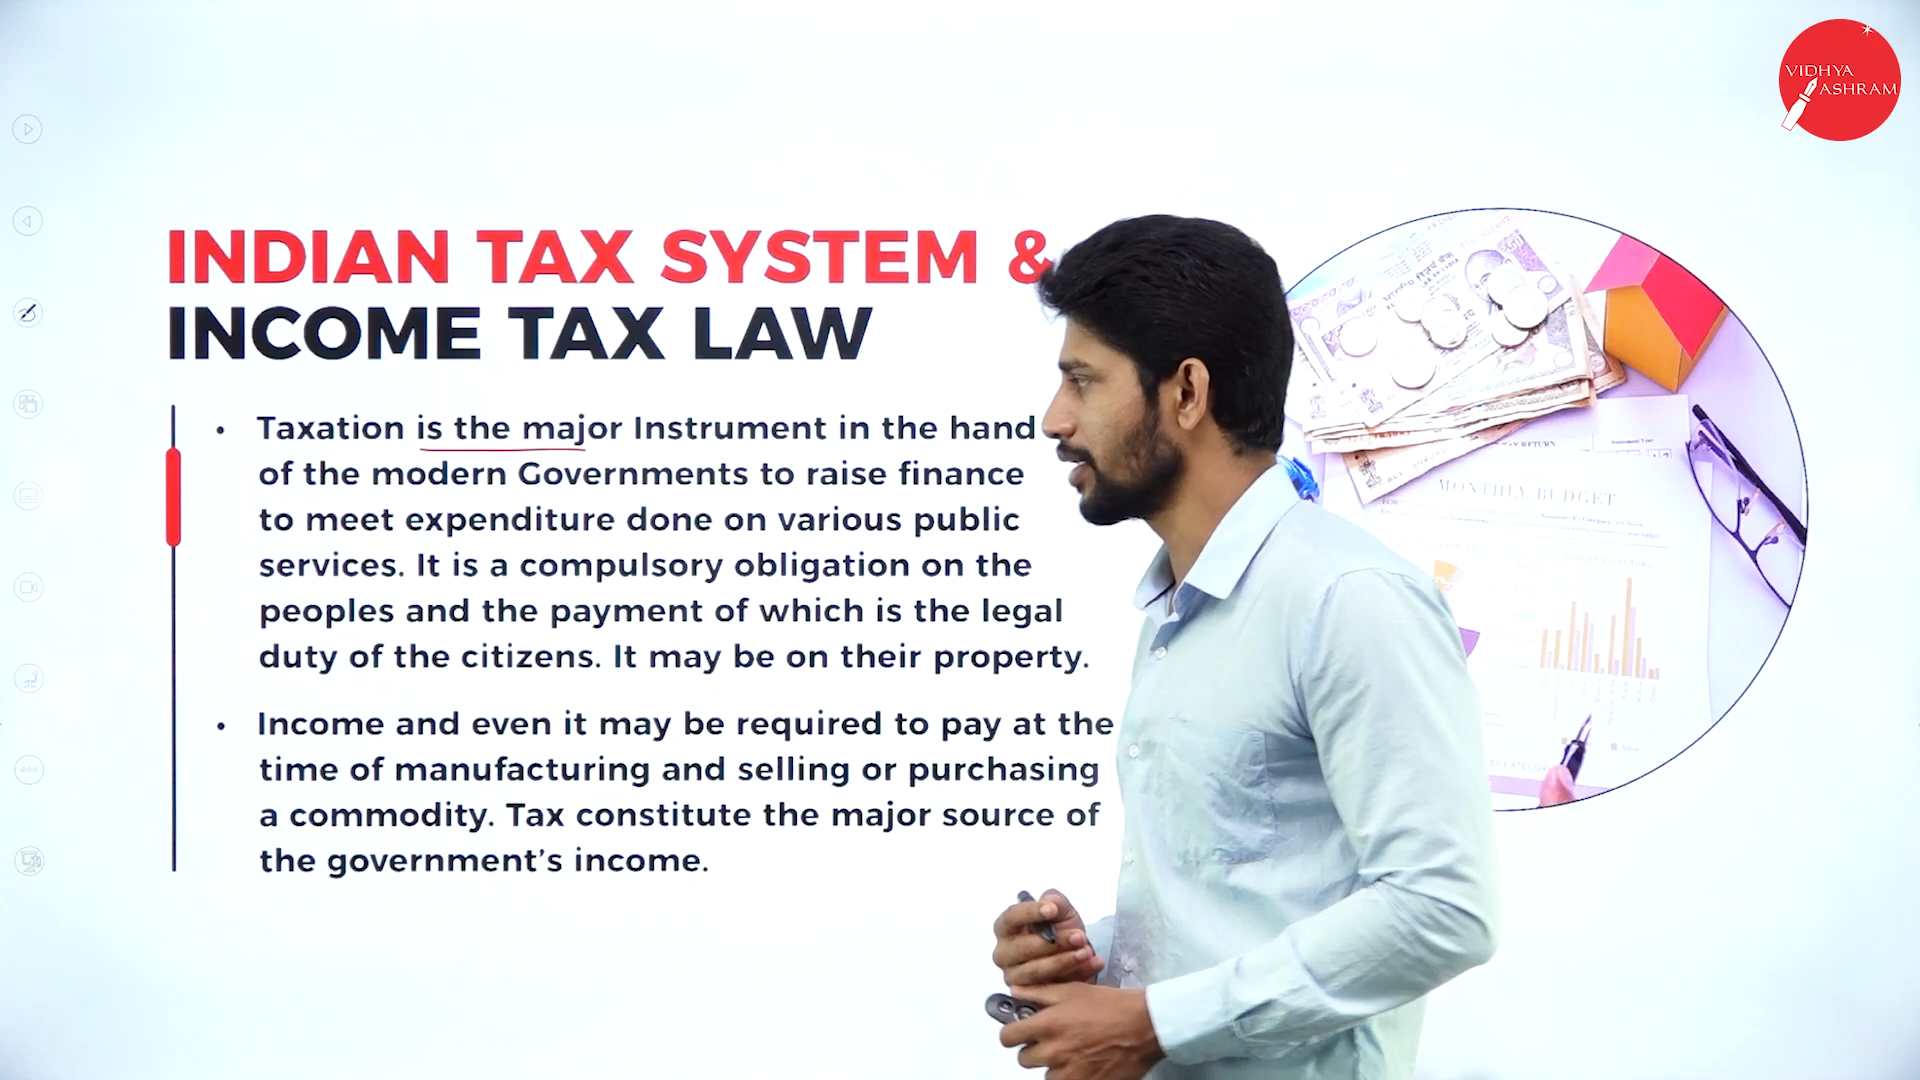 VIDHYA
ASHRAM
INDIAN TAX SYSTEM &
INCOME TAX LAW
• Taxation is the major Instrument in the hand
of the modern Governments to raise finance
to meet expenditure done on various public
services. It is a compulsory obligation on the
peoples and the payment of which is the legal
duty of the citizens. It may be on their property.
• Income and even it may be required to pay at the
time of manufacturing and selling or purchasing
a commodity. Tax constitute the major source of
the government’s income.
MONTHLY BUDGET